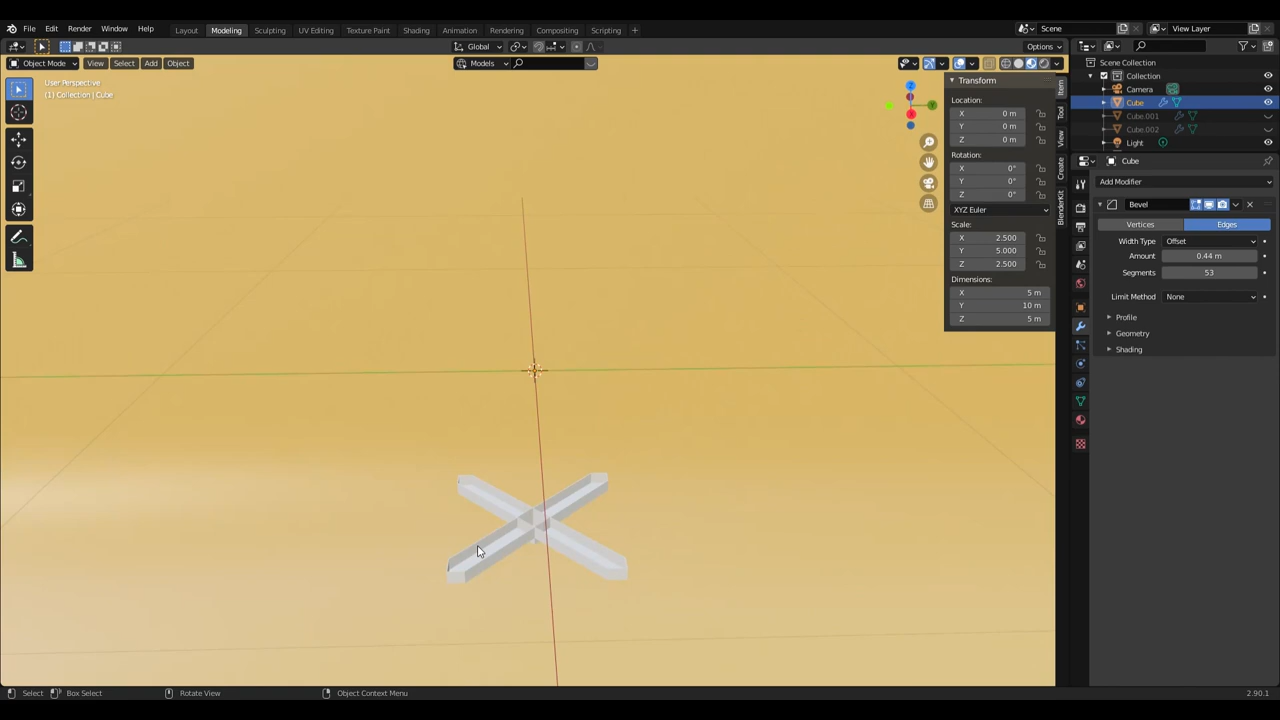 File Edit Render Window Help Layout Modeling Sculpting UV Editing Texture Paint Shading Animation Rendering Compositing Scripting + Scene View Layer
Global Options
Object Mode View Select Add Object Models
User Perspective
(1) Collection | Cube
Transform
Location:
X 0 m
Y 0 m
Z 0 m
Rotation:
X 0°
Y 0°
Z 0°
XYZ Euler
Scale:
X 2.500
Y 5.000
Z 2.500
Dimensions:
X 5 m
Y 10 m
Z 5 m
Item
Tool
View
Create
BlenderKit
Scene Collection
Collection
Camera
Cube
Cube.001
Cube.002
Light
Cube
Add Modifier
Bevel
Vertices Edges
Width Type Offset
Amount 0.44 m
Segments 53
Limit Method None
Profile
Geometry
Shading
Select Box Select Rotate View Object Context Menu 2.90.1